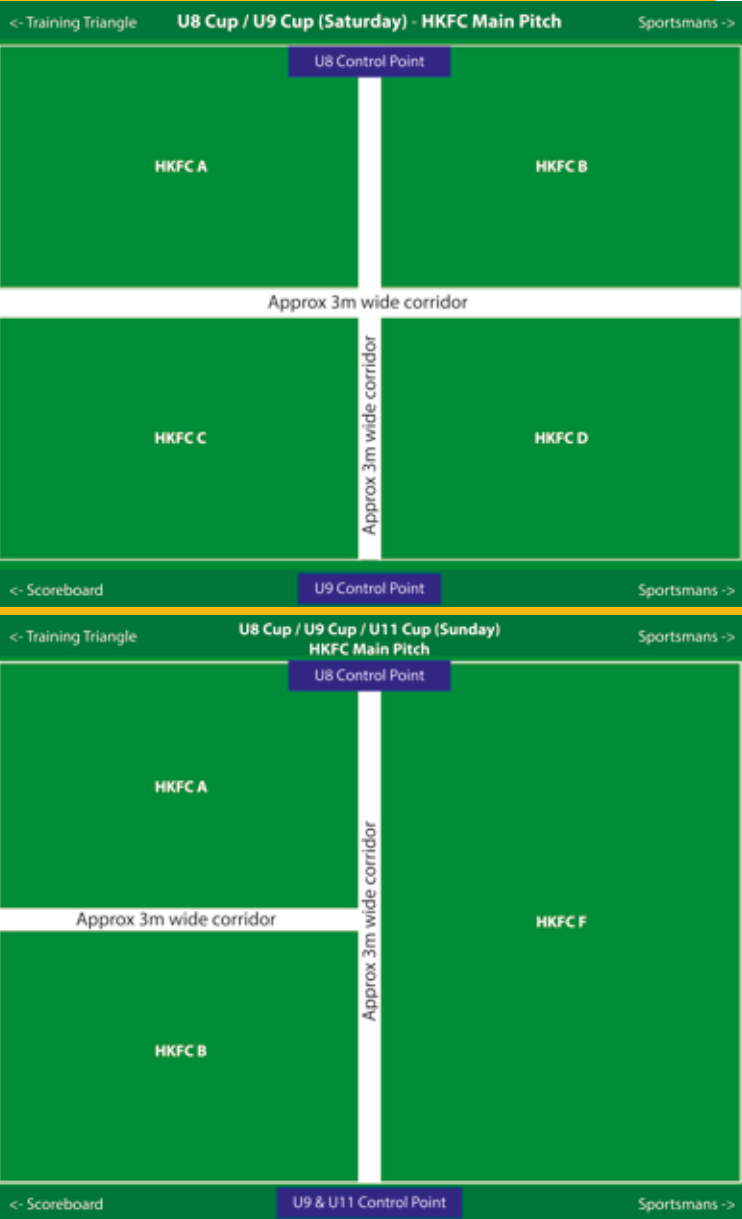 <- Training Triangle
U8 Cup / U9 Cup (Saturday) - HKFC Main Pitch
Sportsmans ->
U8 Control Point
HKFC A
HKFC B
Approx 3m wide corridor
Approx 3m wide corridor
HKFC C
HKFC D
<- Scoreboard
U9 Control Point
Sportsmans ->
<- Training Triangle
U8 Cup / U9 Cup / U11 Cup (Sunday)
HKFC Main Pitch
Sportsmans ->
U8 Control Point
HKFC A
Approx 3m wide corridor
Approx 3m wide corridor
HKFC F
HKFC B
<- Scoreboard
U9 & U11 Control Point
Sportsmans ->